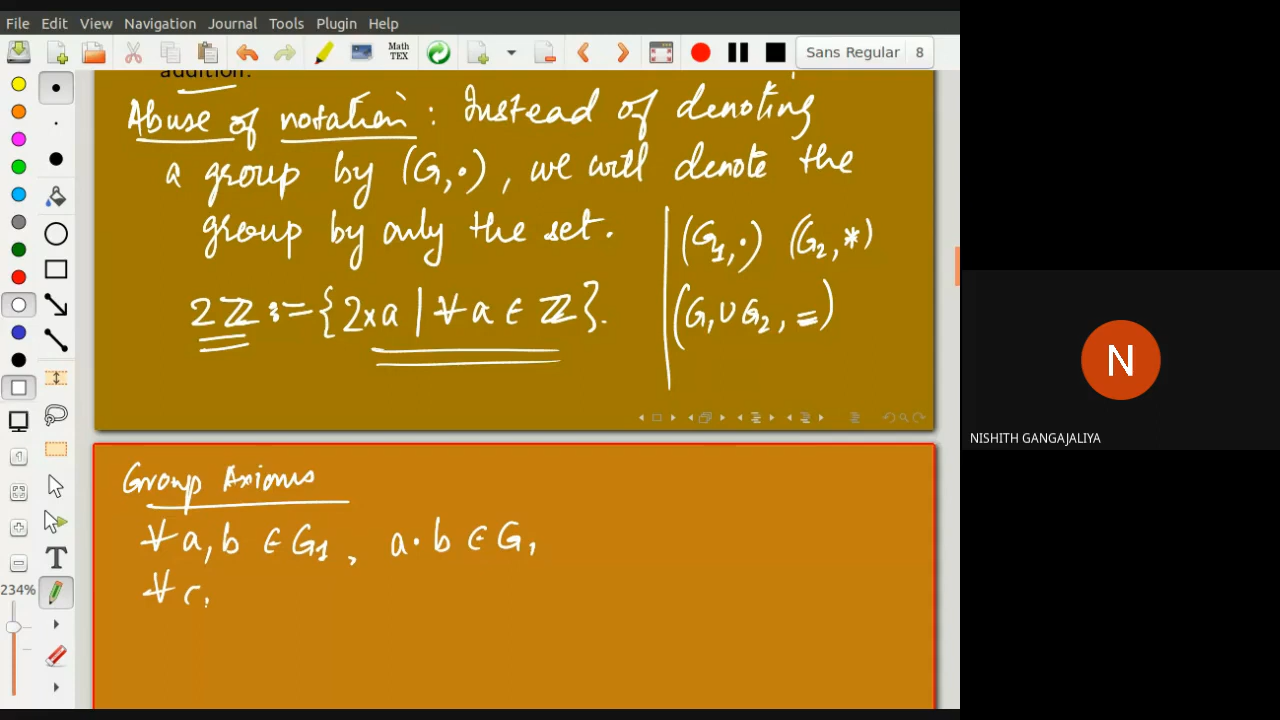 File Edit View Navigation Journal Tools Plugin Help
Math TEX
Sans Regular 8
addition.
Abuse of notation : Instead of denoting
a group by (G, ·), we will denote the
group by only the set.
(G1, ·) (G2, *)
2ℤ := {2×a | ∀ a ∈ ℤ}.
(G1 ∪ G2, =)
Group Axioms
∀ a, b ∈ G1, a · b ∈ G1
∀ c,
234%
N
NISHITH GANGAJALIYA